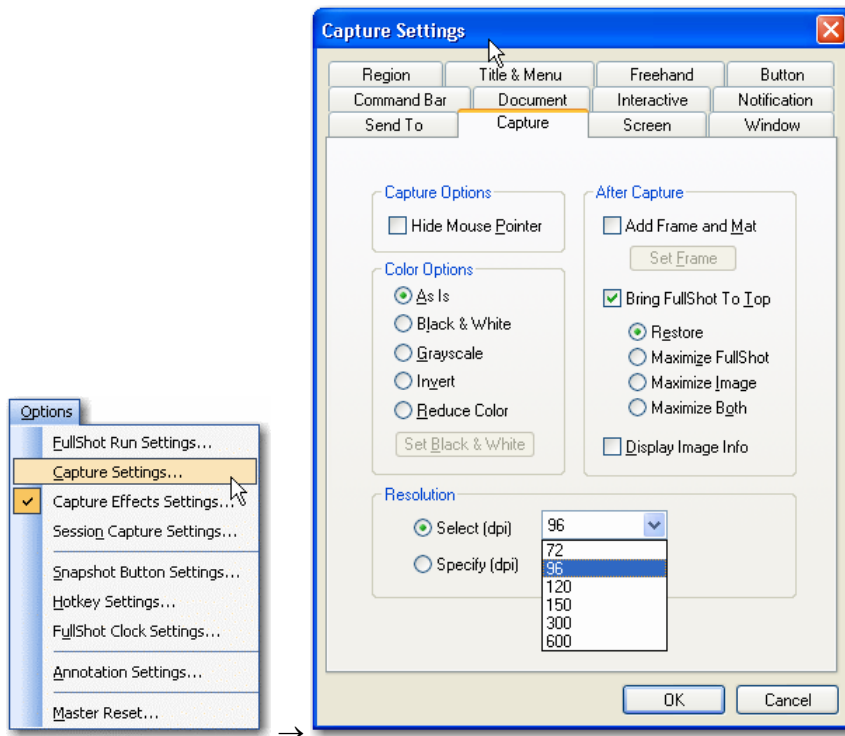 Options
FullShot Run Settings...
Capture Settings...
Capture Effects Settings...
Session Capture Settings...
Snapshot Button Settings...
Hotkey Settings...
FullShot Clock Settings...
Annotation Settings...
Master Reset...
→
Capture Settings
Region Title & Menu Freehand Button
Command Bar Document Interactive Notification
Send To Capture Screen Window
Capture Options
Hide Mouse Pointer
Color Options
As Is
Black & White
Grayscale
Invert
Reduce Color
Set Black & White
After Capture
Add Frame and Mat
Set Frame
Bring FullShot To Top
Restore
Maximize FullShot
Maximize Image
Maximize Both
Display Image Info
Resolution
Select (dpi) 96
Specify (dpi)
72
96
120
150
300
600
OK Cancel